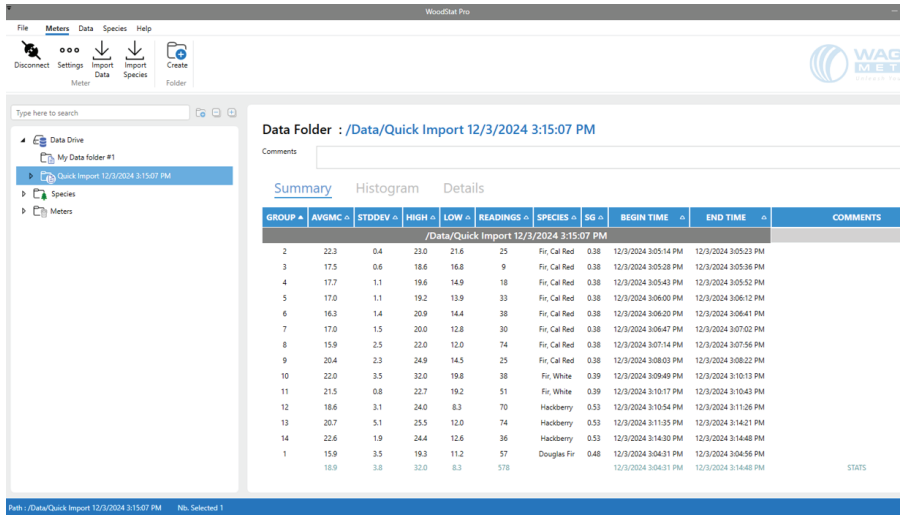 WoodStat Pro
File Meters Data Species Help
Disconnect Settings Import Data Import Species Create
Meter Folder
WAG
MET
Type here to search
Data Drive
My Data folder #1
Quick Import 12/3/2024 3:15:07 PM
Species
Meters
Data Folder : /Data/Quick Import 12/3/2024 3:15:07 PM
Comments
Summary Histogram Details
GROUP AVGMC STDDEV HIGH LOW READINGS SPECIES SG BEGIN TIME END TIME COMMENTS
/Data/Quick Import 12/3/2024 3:15:07 PM
2 22.3 0.4 23.0 21.6 25 Fir, Cal Red 0.38 12/3/2024 3:05:14 PM 12/3/2024 3:05:23 PM
3 17.5 0.6 18.6 16.8 9 Fir, Cal Red 0.38 12/3/2024 3:05:28 PM 12/3/2024 3:05:36 PM
4 17.7 1.1 19.6 14.9 18 Fir, Cal Red 0.38 12/3/2024 3:05:43 PM 12/3/2024 3:05:52 PM
5 17.0 1.1 19.2 13.9 33 Fir, Cal Red 0.38 12/3/2024 3:06:00 PM 12/3/2024 3:06:12 PM
6 16.3 1.4 20.9 14.4 38 Fir, Cal Red 0.38 12/3/2024 3:06:20 PM 12/3/2024 3:06:41 PM
7 17.0 1.5 20.0 12.8 30 Fir, Cal Red 0.38 12/3/2024 3:06:47 PM 12/3/2024 3:07:02 PM
8 15.9 2.5 22.0 12.0 74 Fir, Cal Red 0.38 12/3/2024 3:07:14 PM 12/3/2024 3:07:56 PM
9 20.4 2.3 24.9 14.5 25 Fir, Cal Red 0.38 12/3/2024 3:08:03 PM 12/3/2024 3:08:22 PM
10 22.0 3.5 32.0 19.8 38 Fir, White 0.39 12/3/2024 3:09:49 PM 12/3/2024 3:10:13 PM
11 21.5 0.8 22.7 19.2 51 Fir, White 0.39 12/3/2024 3:10:17 PM 12/3/2024 3:10:43 PM
12 18.6 3.1 24.0 8.3 70 Hackberry 0.53 12/3/2024 3:10:54 PM 12/3/2024 3:11:26 PM
13 20.7 5.1 25.5 12.0 74 Hackberry 0.53 12/3/2024 3:11:35 PM 12/3/2024 3:14:21 PM
14 22.6 1.9 24.4 12.6 36 Hackberry 0.53 12/3/2024 3:14:30 PM 12/3/2024 3:14:48 PM
1 15.9 3.5 19.3 11.2 57 Douglas Fir 0.48 12/3/2024 3:04:31 PM 12/3/2024 3:04:56 PM
18.9 3.8 32.0 8.3 578 12/3/2024 3:04:31 PM 12/3/2024 3:14:48 PM STATS
Path : /Data/Quick Import 12/3/2024 3:15:07 PM Nb. Selected 1